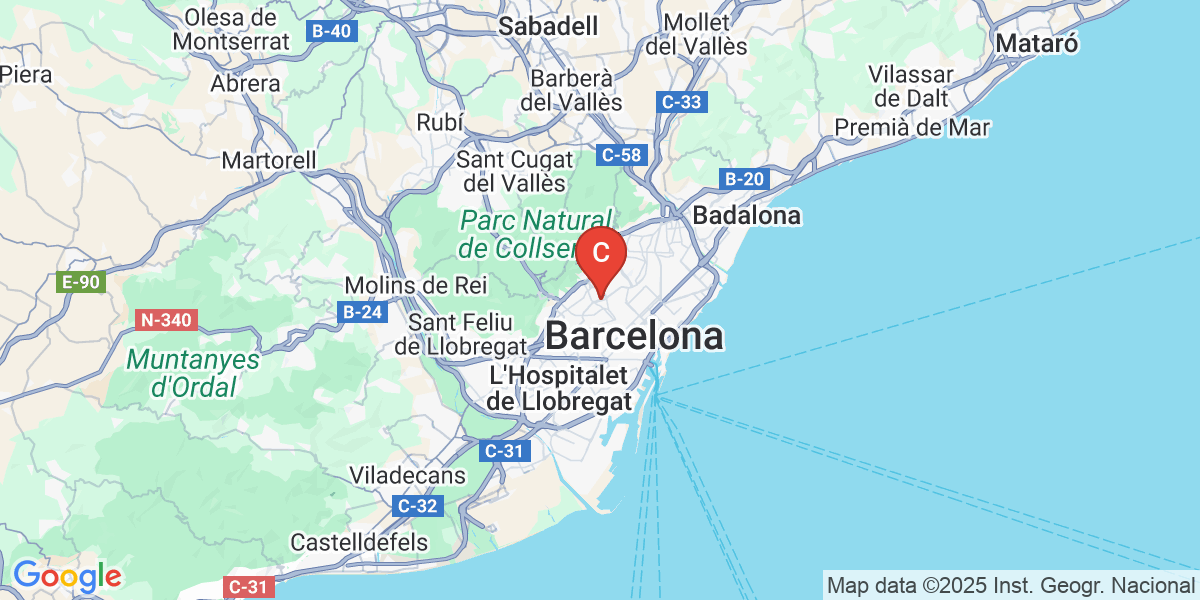 Olesa de
Montserrat
B-40
Sabadell
Mollet
del Vallès
Mataró
Piera
Abrera
Barberà
del Vallès
C-33
Vilassar
de Dalt
Rubí
Premià de Mar
Martorell
Sant Cugat
del Vallès
C-58
B-20
Parc Natural
de Collser
Badalona
C
E-90
Molins de Rei
N-340
B-24
Sant Feliu
de Llobregat
Barcelona
Muntanyes
d'Ordal
L'Hospitalet
de Llobregat
C-31
Viladecans
C-32
Castelldefels
Google
C-31
Map data ©2025 Inst. Geogr. Nacional